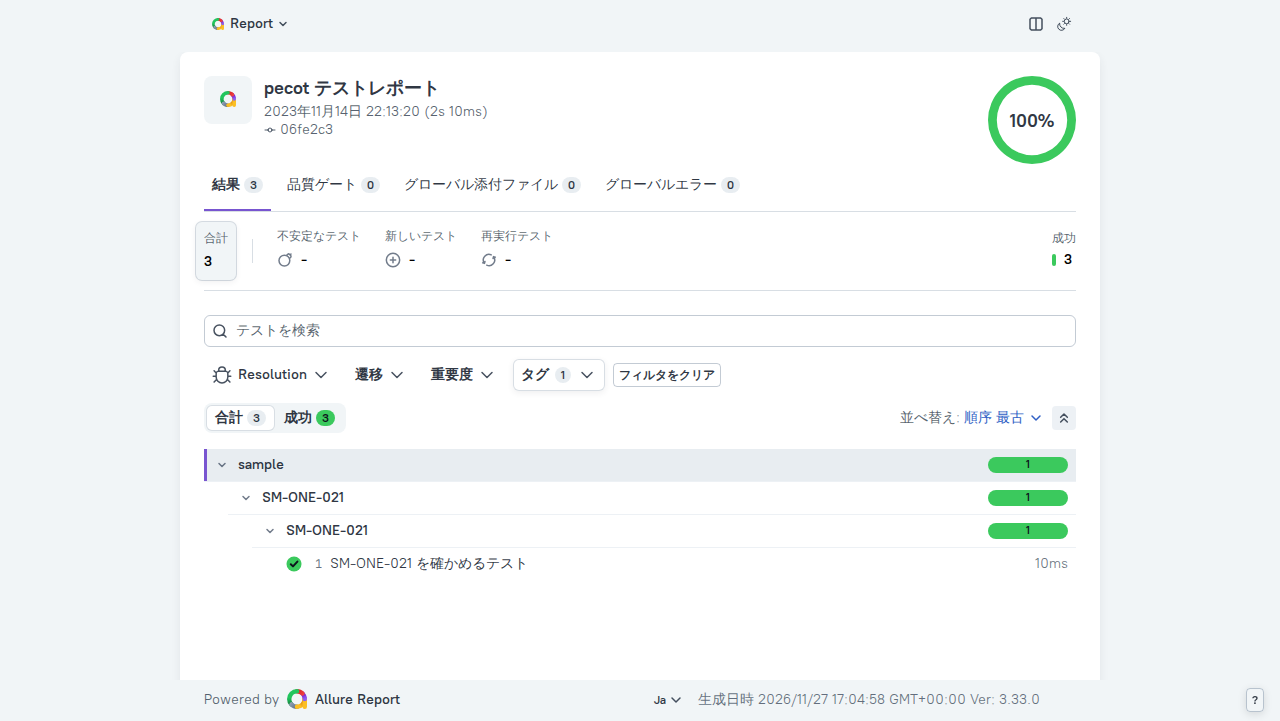 Report
pecot テストレポート
2023年11月14日 22:13:20 (2s 10ms)
06fe2c3
100%
結果 3 品質ゲート 0 グローバル添付ファイル 0 グローバルエラー 0
合計 不安定なテスト 新しいテスト 再実行テスト 成功
3 - - - 3
テストを検索
Resolution 遷移 重要度 タグ 1 フィルタをクリア
合計 3 成功 3 並べ替え: 順序 最古
sample 1
SM-ONE-021 1
SM-ONE-021 1
1 SM-ONE-021 を確かめるテスト 10ms
Powered by Allure Report Ja 生成日時 2026/11/27 17:04:58 GMT+00:00 Ver: 3.33.0 ?